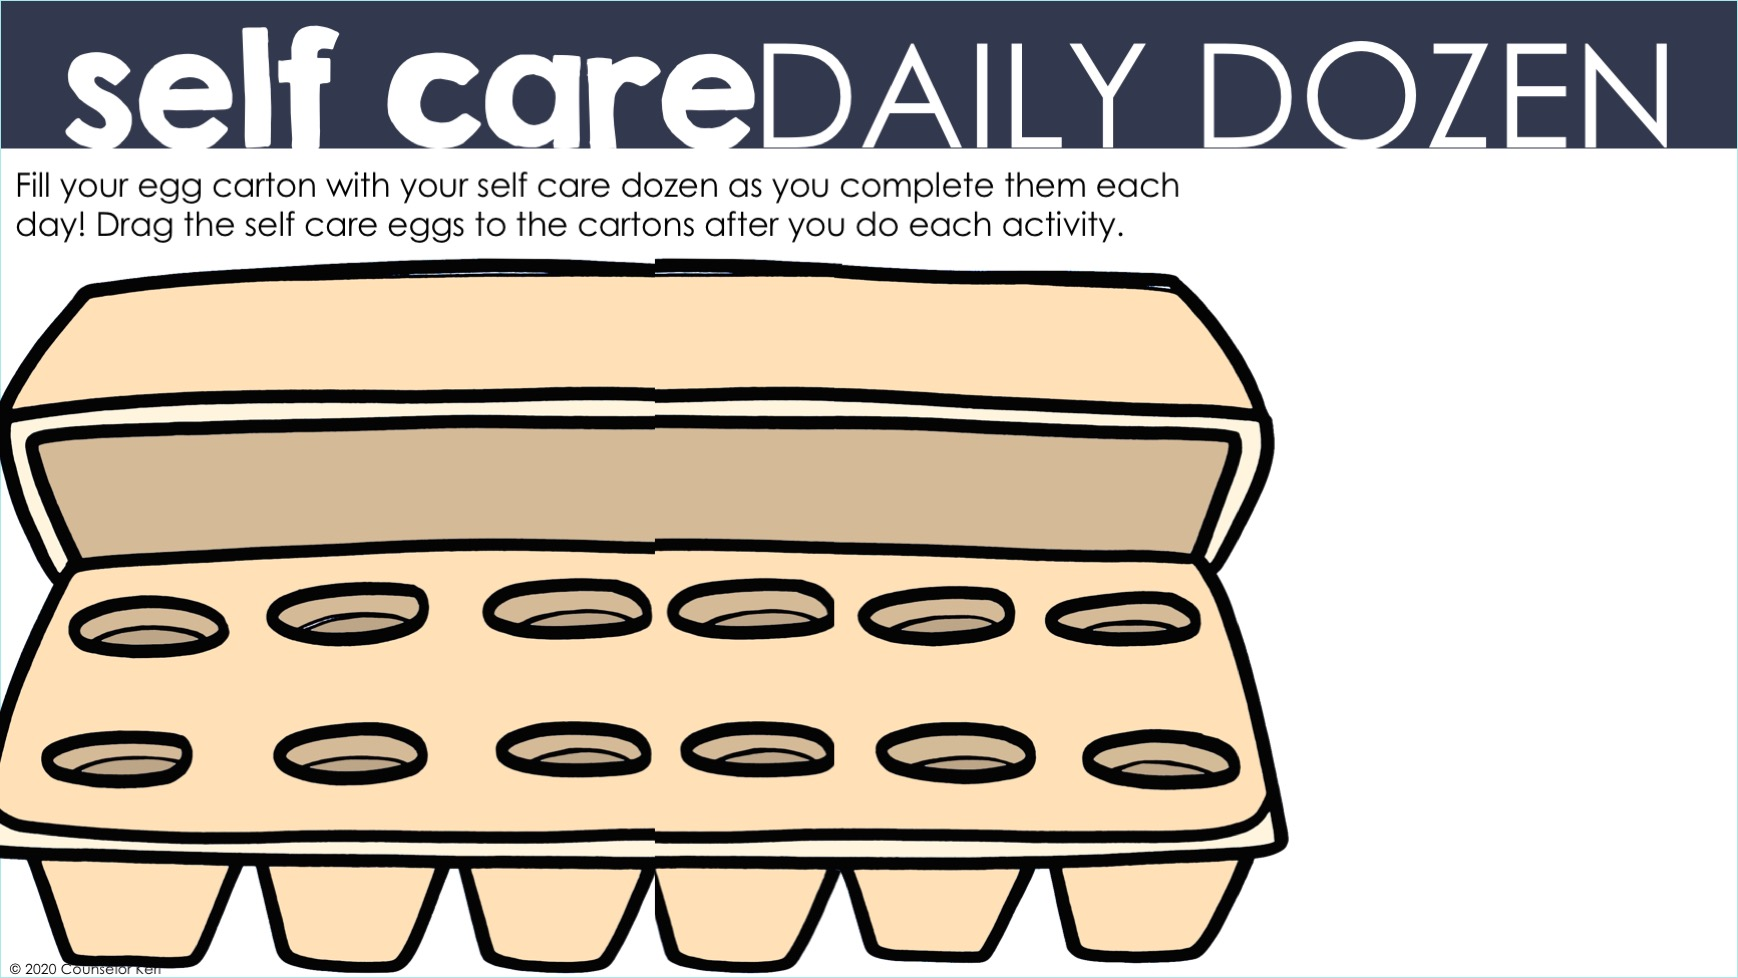 self care DAILY DOZEN
Fill your egg carton with your self care dozen as you complete them each
day! Drag the self care eggs to the cartons after you do each activity.
© 2020 Counselor Keri